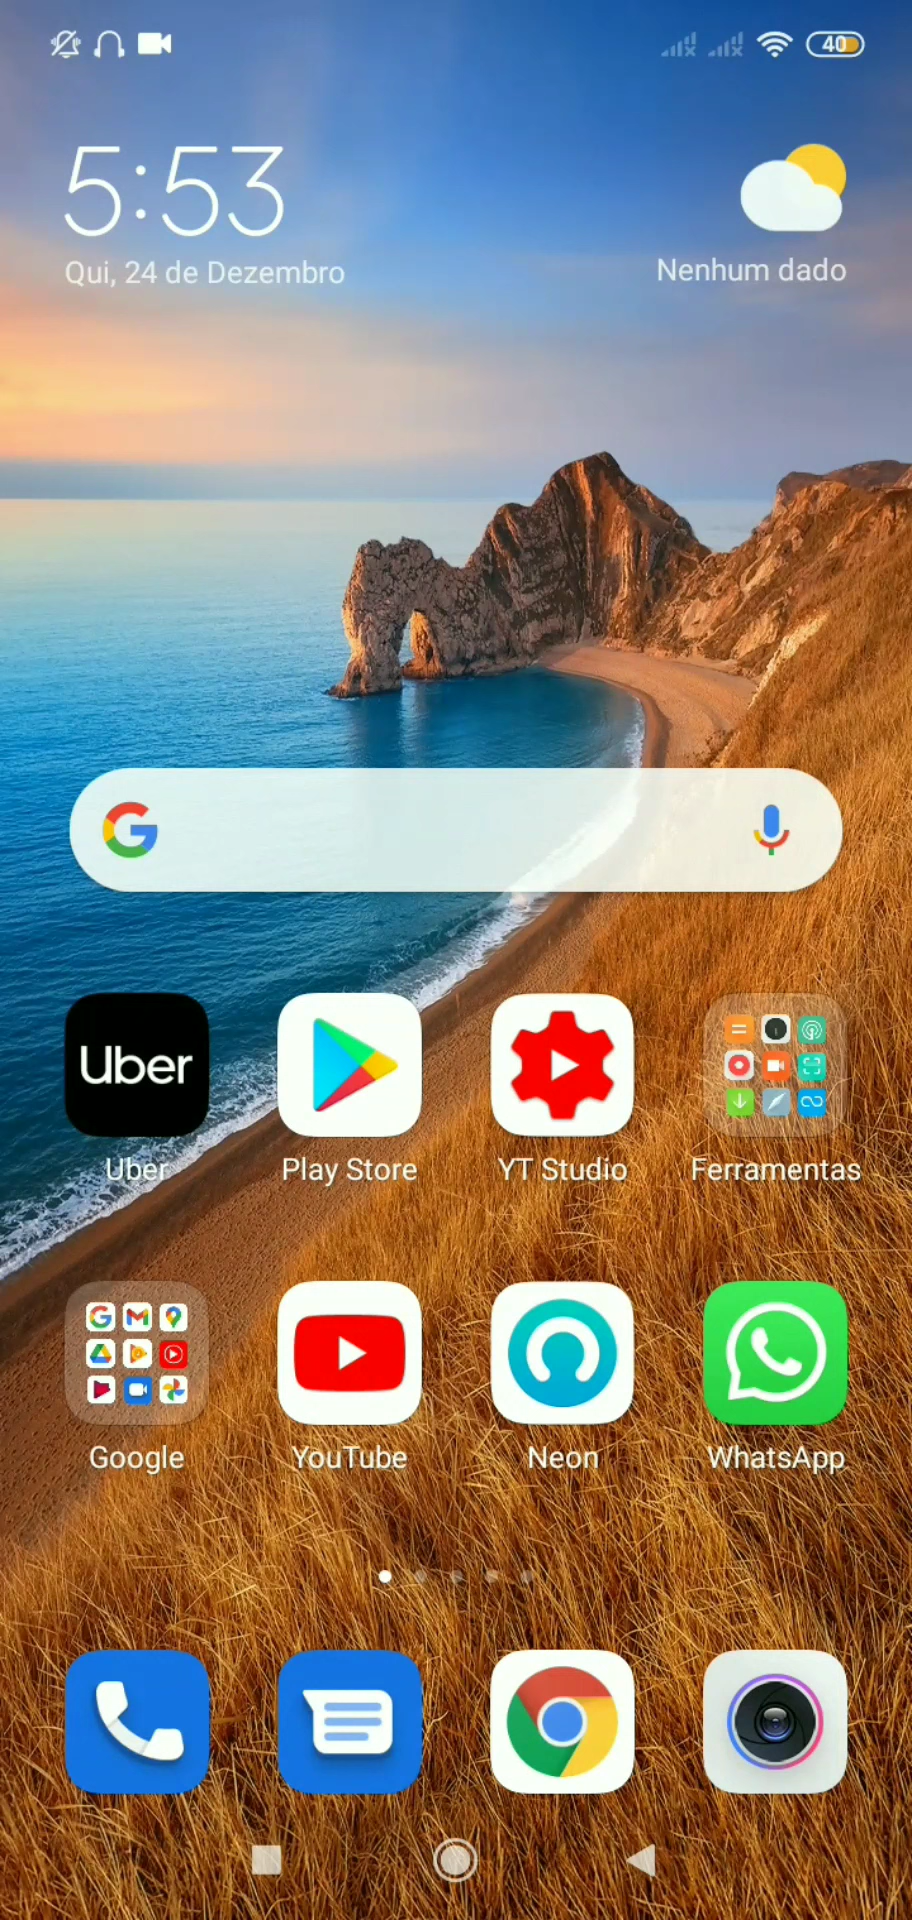 40
5:53
Qui, 24 de Dezembro
Nenhum dado
Uber
Uber
Play Store
YT Studio
Ferramentas
Google
YouTube
Neon
WhatsApp